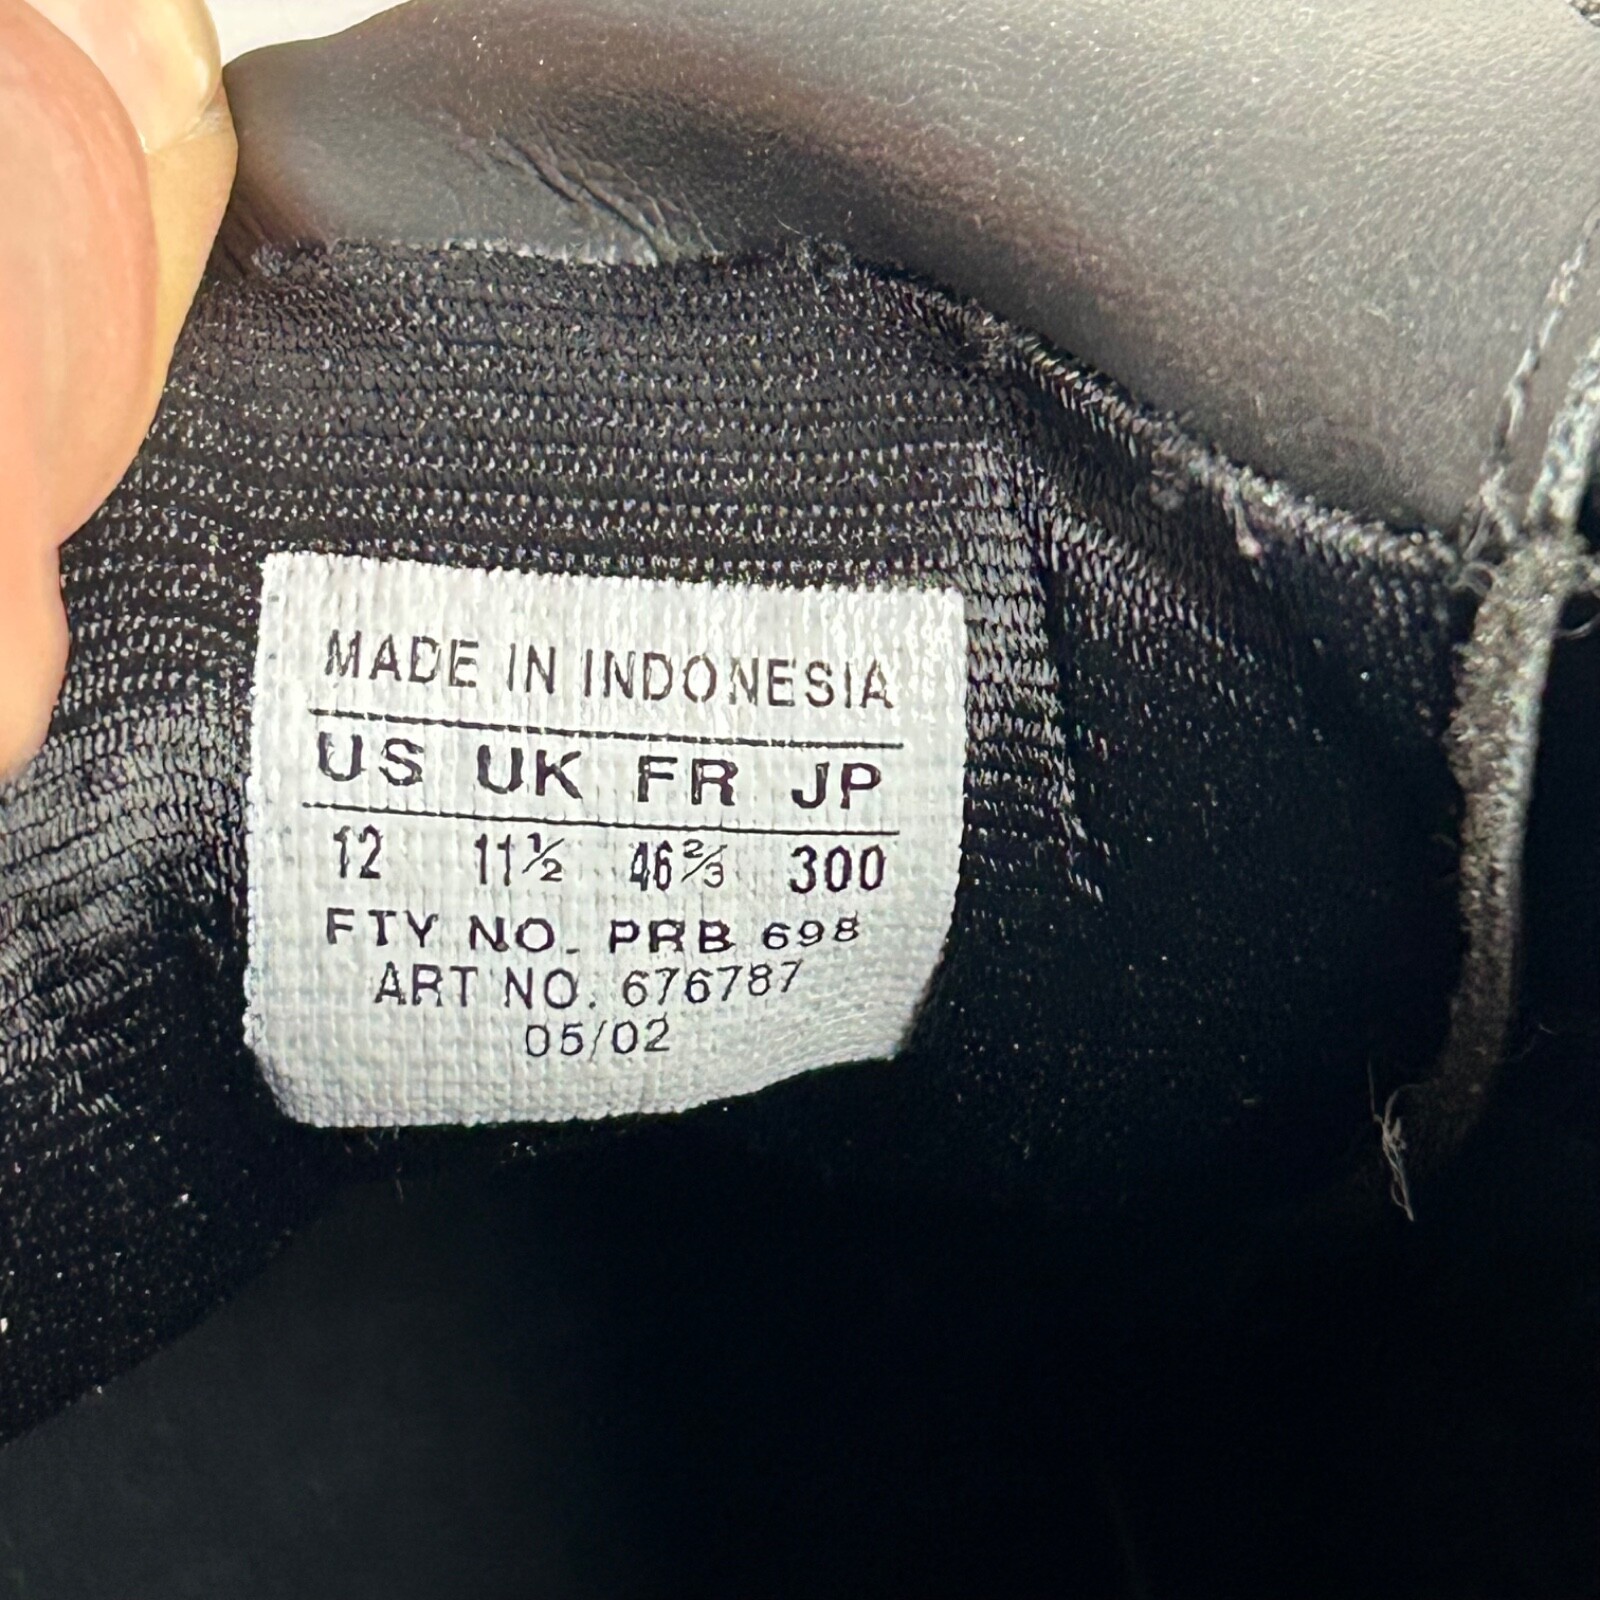 MADE IN INDONESIA
US UK FR JP
12 11½ 46⅔ 300
FTY NO. PRB 698
ART NO. 676787
05/02